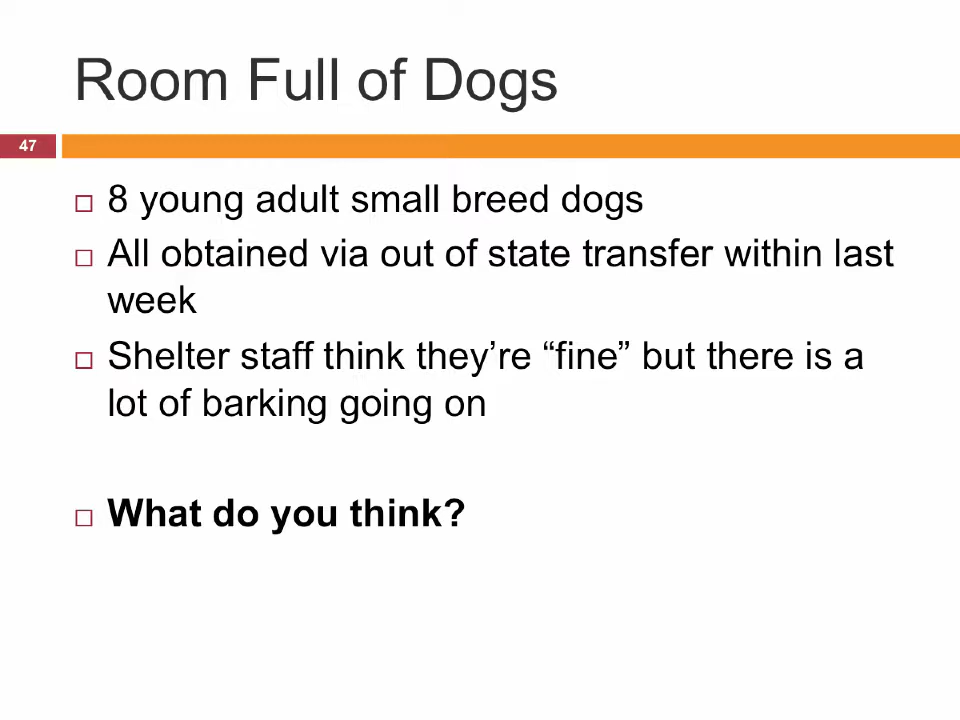 Room Full of Dogs
47
8 young adult small breed dogs
All obtained via out of state transfer within last
week
Shelter staff think they’re “fine” but there is a
lot of barking going on
What do you think?